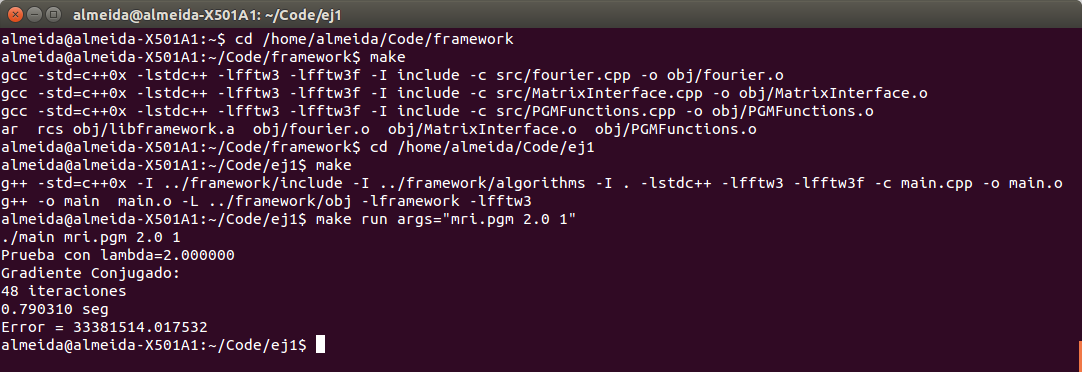 almeida@almeida-X501A1: ~/Code/ej1
almeida@almeida-X501A1:~$ cd /home/almeida/Code/framework
almeida@almeida-X501A1:~/Code/framework$ make
gcc -std=c++0x -lstdc++ -lfftw3 -lfftw3f -I include -c src/fourier.cpp -o obj/fourier.o
gcc -std=c++0x -lstdc++ -lfftw3 -lfftw3f -I include -c src/MatrixInterface.cpp -o obj/MatrixInterface.o
gcc -std=c++0x -lstdc++ -lfftw3 -lfftw3f -I include -c src/PGMFunctions.cpp -o obj/PGMFunctions.o
ar  rcs obj/libframework.a  obj/fourier.o  obj/MatrixInterface.o  obj/PGMFunctions.o
almeida@almeida-X501A1:~/Code/framework$ cd /home/almeida/Code/ej1
almeida@almeida-X501A1:~/Code/ej1$ make
g++ -std=c++0x -I ../framework/include -I ../framework/algorithms -I . -lstdc++ -lfftw3 -lfftw3f -c main.cpp -o main.o
g++ -o main  main.o -L ../framework/obj -lframework -lfftw3
almeida@almeida-X501A1:~/Code/ej1$ make run args="mri.pgm 2.0 1"
./main mri.pgm 2.0 1
Prueba con lambda=2.000000
Gradiente Conjugado:
48 iteraciones
0.790310 seg
Error = 33381514.017532
almeida@almeida-X501A1:~/Code/ej1$